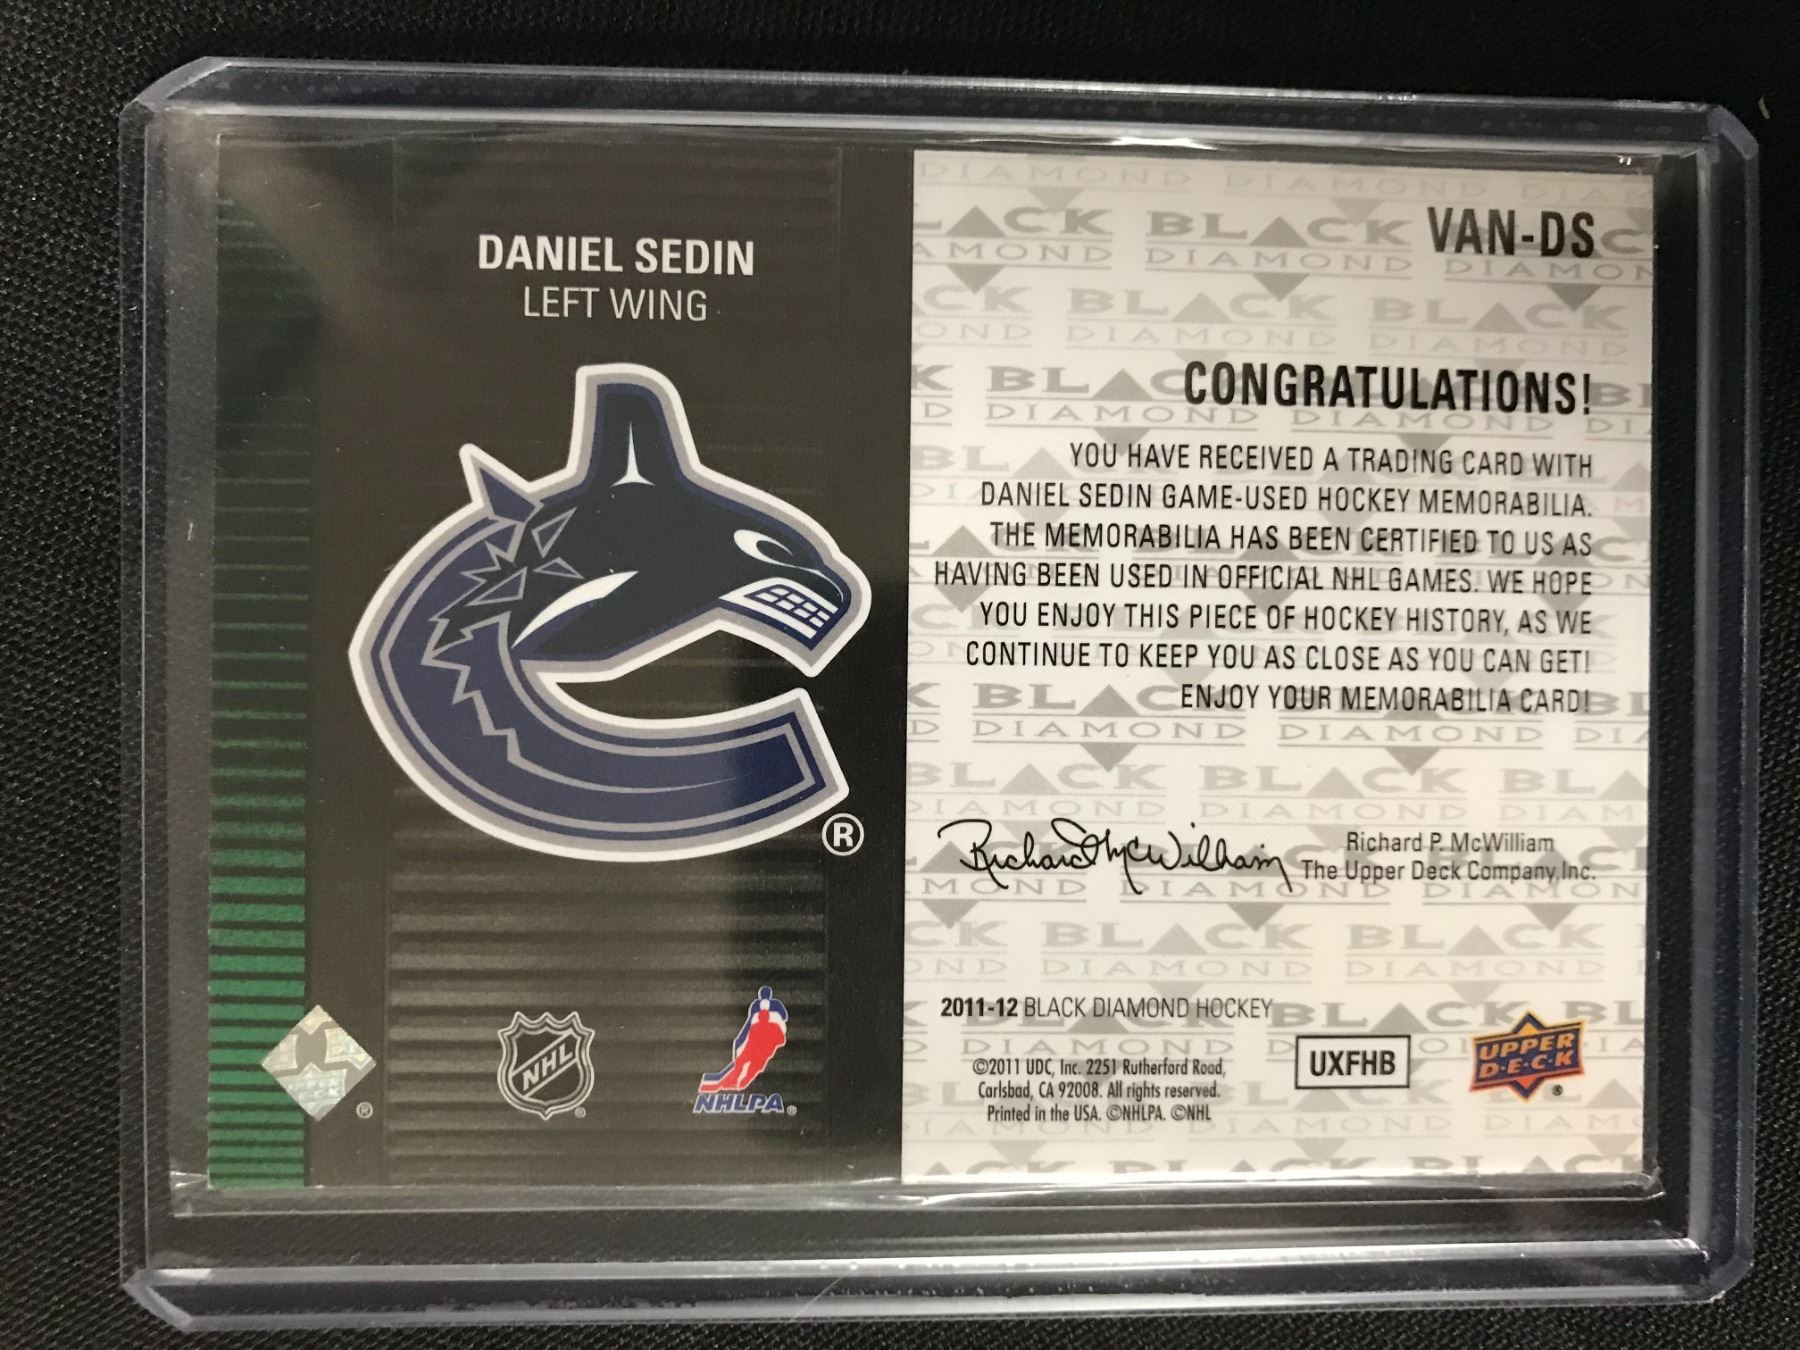 DANIEL SEDIN
LEFT WING
®
®
NHL
®
NHLPA®
VAN-DS
CONGRATULATIONS!
YOU HAVE RECEIVED A TRADING CARD WITH
DANIEL SEDIN GAME-USED HOCKEY MEMORABILIA.
THE MEMORABILIA HAS BEEN CERTIFIED TO US AS
HAVING BEEN USED IN OFFICIAL NHL GAMES. WE HOPE
YOU ENJOY THIS PIECE OF HOCKEY HISTORY, AS WE
CONTINUE TO KEEP YOU AS CLOSE AS YOU CAN GET!
ENJOY YOUR MEMORABILIA CARD!
Richard McWilliam
Richard P. McWilliam
The Upper Deck Company, Inc.
2011-12 BLACK DIAMOND HOCKEY
©2011 UDC, Inc. 2251 Rutherford Road,
Carlsbad, CA 92008. All rights reserved.
Printed in the USA. ©NHLPA. ©NHL
UXFHB
UPPER
D·E·C·K
®
BLACK
DIAMOND